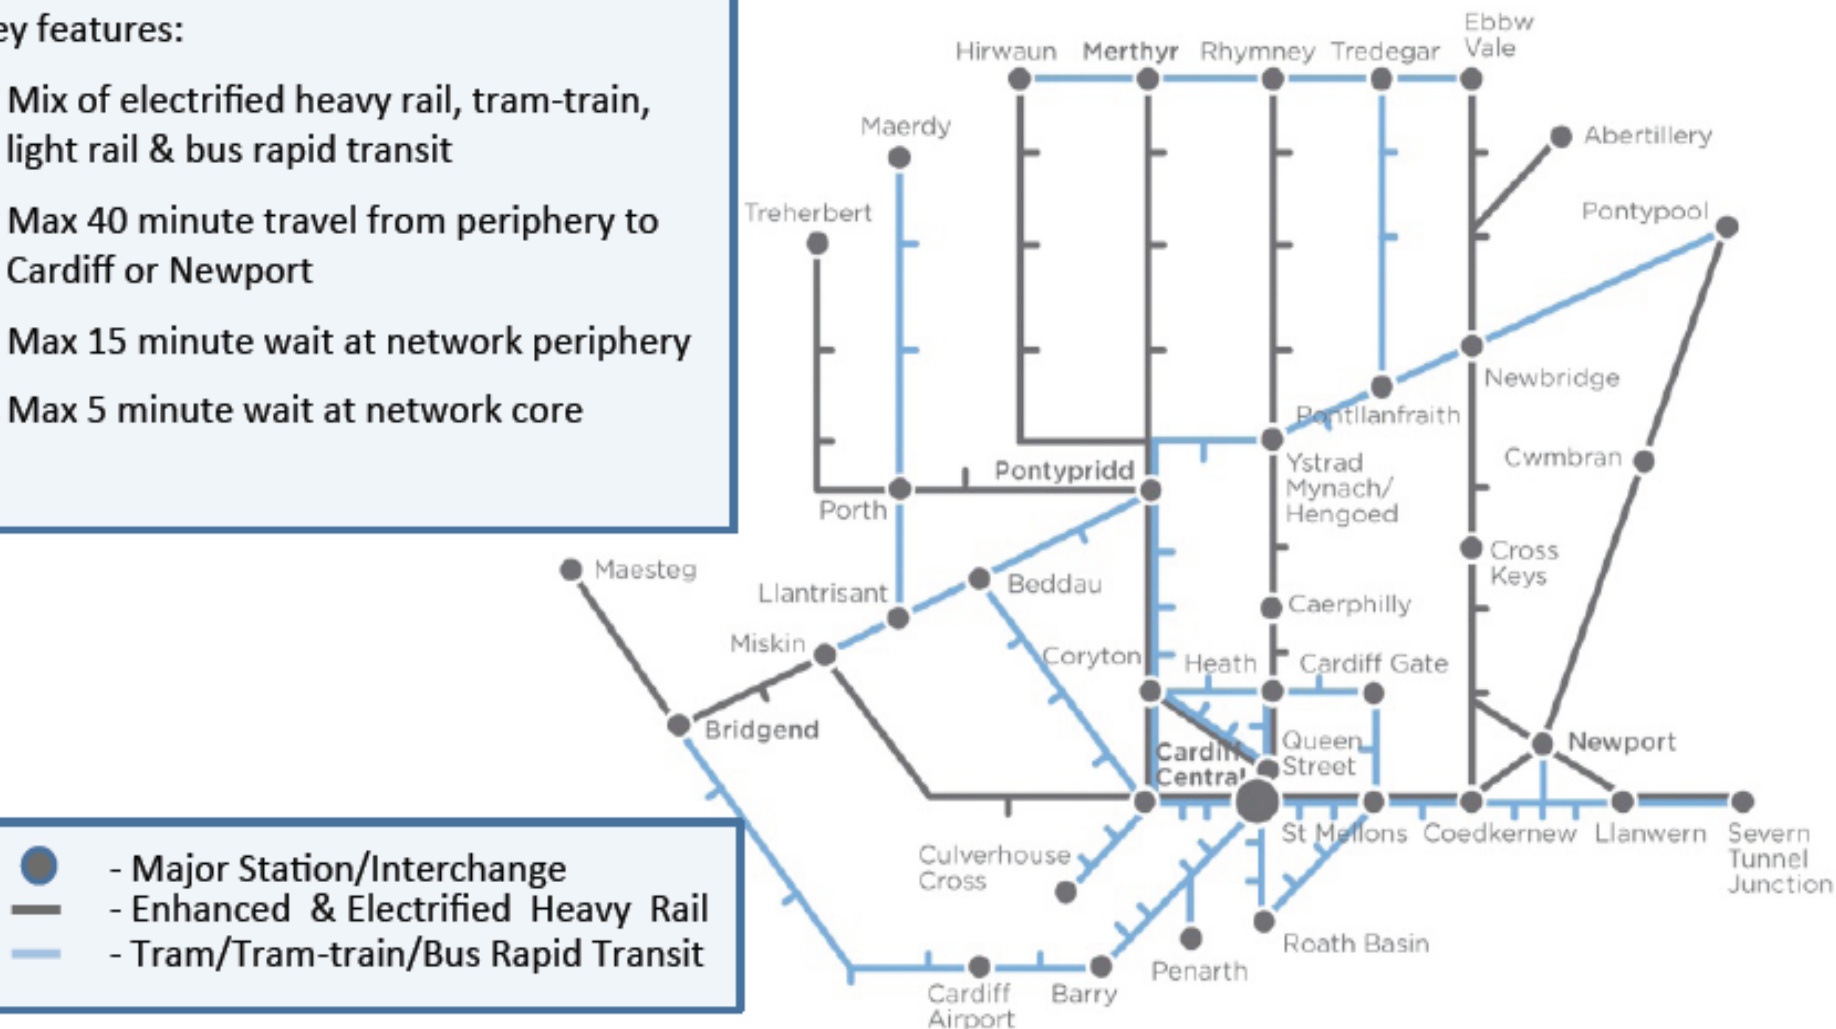 ey features:
Mix of electrified heavy rail, tram-train,
light rail & bus rapid transit
Max 40 minute travel from periphery to
Cardiff or Newport
Max 15 minute wait at network periphery
Max 5 minute wait at network core
Hirwaun
Merthyr
Rhymney
Tredegar
Ebbw
Vale
Maerdy
Abertillery
Treherbert
Pontypool
Newbridge
Pontllanfraith
Pontypridd
Ystrad
Mynach/
Hengoed
Cwmbran
Porth
Cross
Keys
Maesteg
Beddau
Llantrisant
Caerphilly
Miskin
Coryton
Heath
Cardiff Gate
Bridgend
Cardiff
Central
Queen
Street
Newport
St Mellons
Coedkernew
Llanwern
Severn
Tunnel
Junction
Culverhouse
Cross
Roath Basin
Penarth
Cardiff
Airport
Barry
- Major Station/Interchange
- Enhanced & Electrified Heavy Rail
- Tram/Tram-train/Bus Rapid Transit